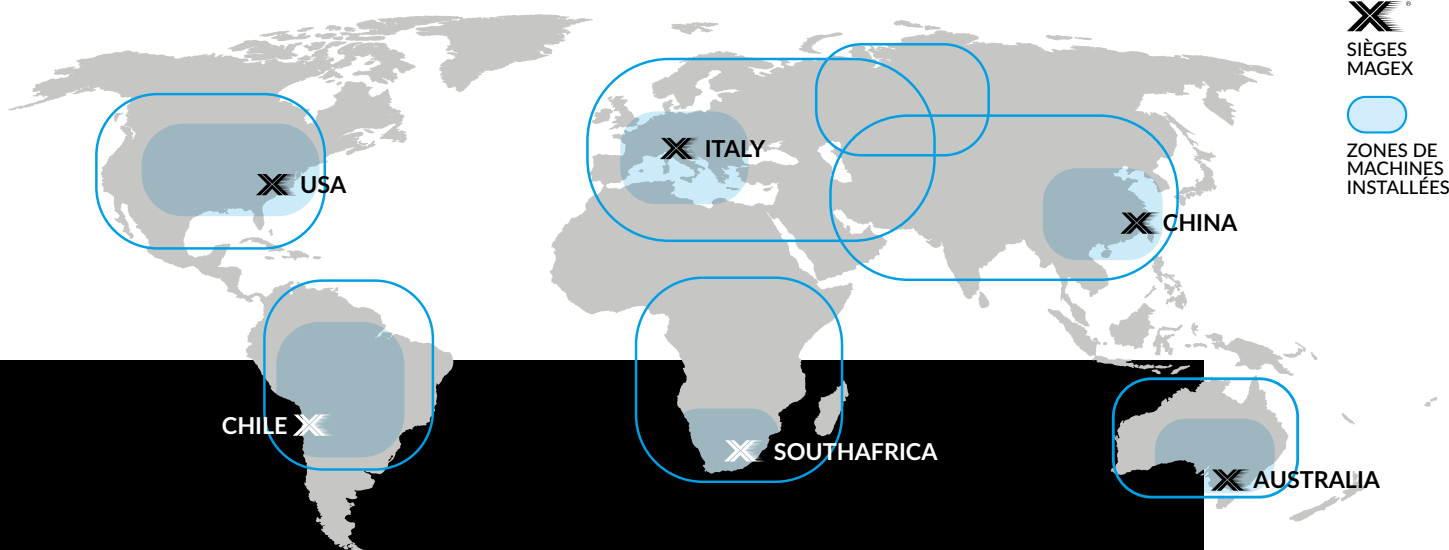 ®
SIÈGES
MAGEX
ZONES DE
MACHINES
INSTALLÉES
ITALY
USA
CHINA
CHILE
SOUTHAFRICA
AUSTRALIA